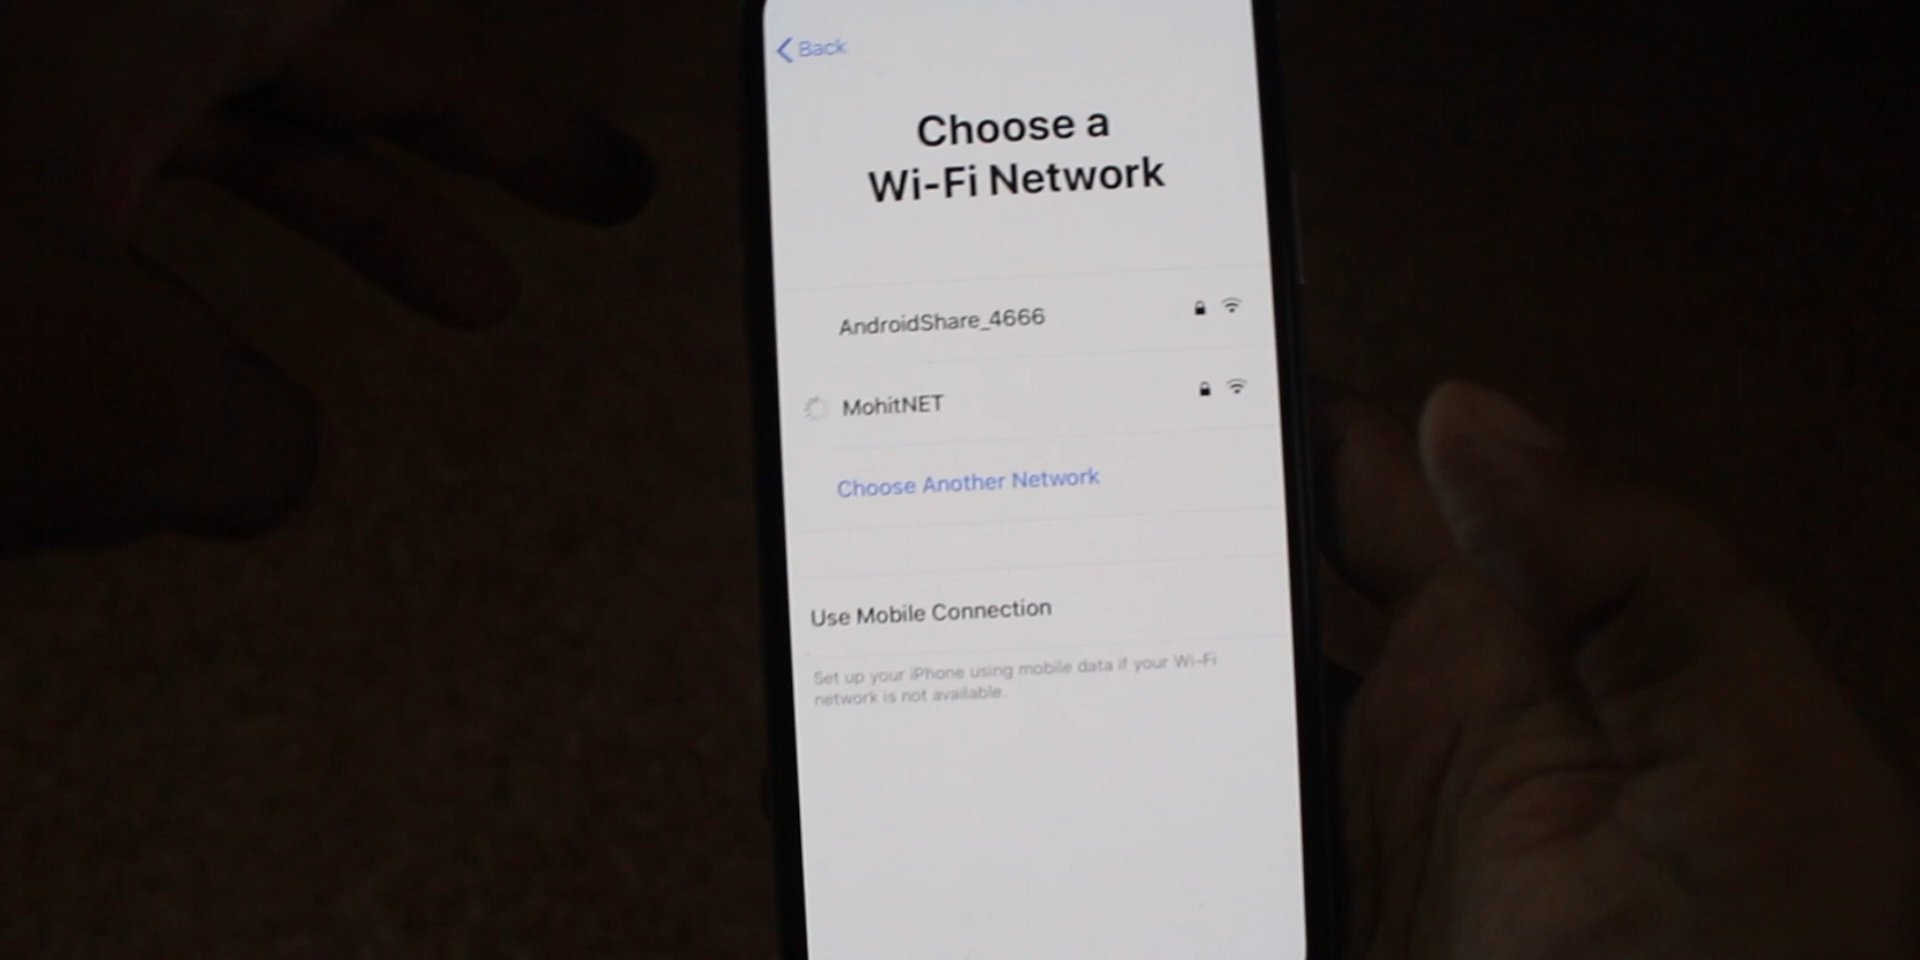 Back
Choose a
Wi-Fi Network
AndroidShare_4666
MohitNET
Choose Another Network
Use Mobile Connection
Set up your iPhone using mobile data if your Wi-Fi
network is not available.